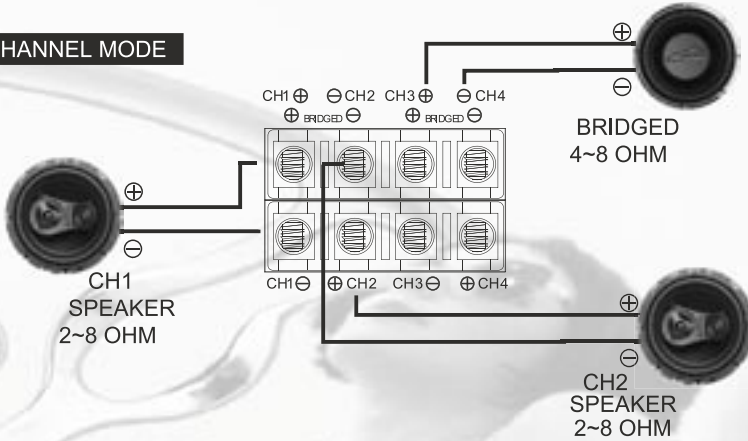 HANNEL MODE
CH1 ⊕ ⊖ CH2 CH3 ⊕ ⊖ CH4
⊕ BRIDGED ⊖ ⊕ BRIDGED ⊖
⊕
⊖
BRIDGED
4~8 OHM
⊕
⊖
CH1
SPEAKER
2~8 OHM
CH1 ⊖ ⊕ CH2 CH3 ⊖ ⊕ CH4
⊕
⊖
CH2
SPEAKER
2~8 OHM